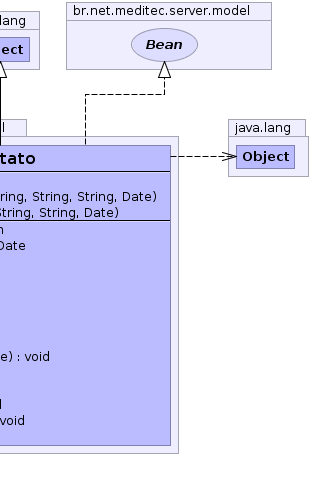 lang
br.net.meditec.server.model
ect
Bean
l
java.lang
tato
Object
ring, String, String, Date)
String, String, Date)
n
Date
e) : void
l
void